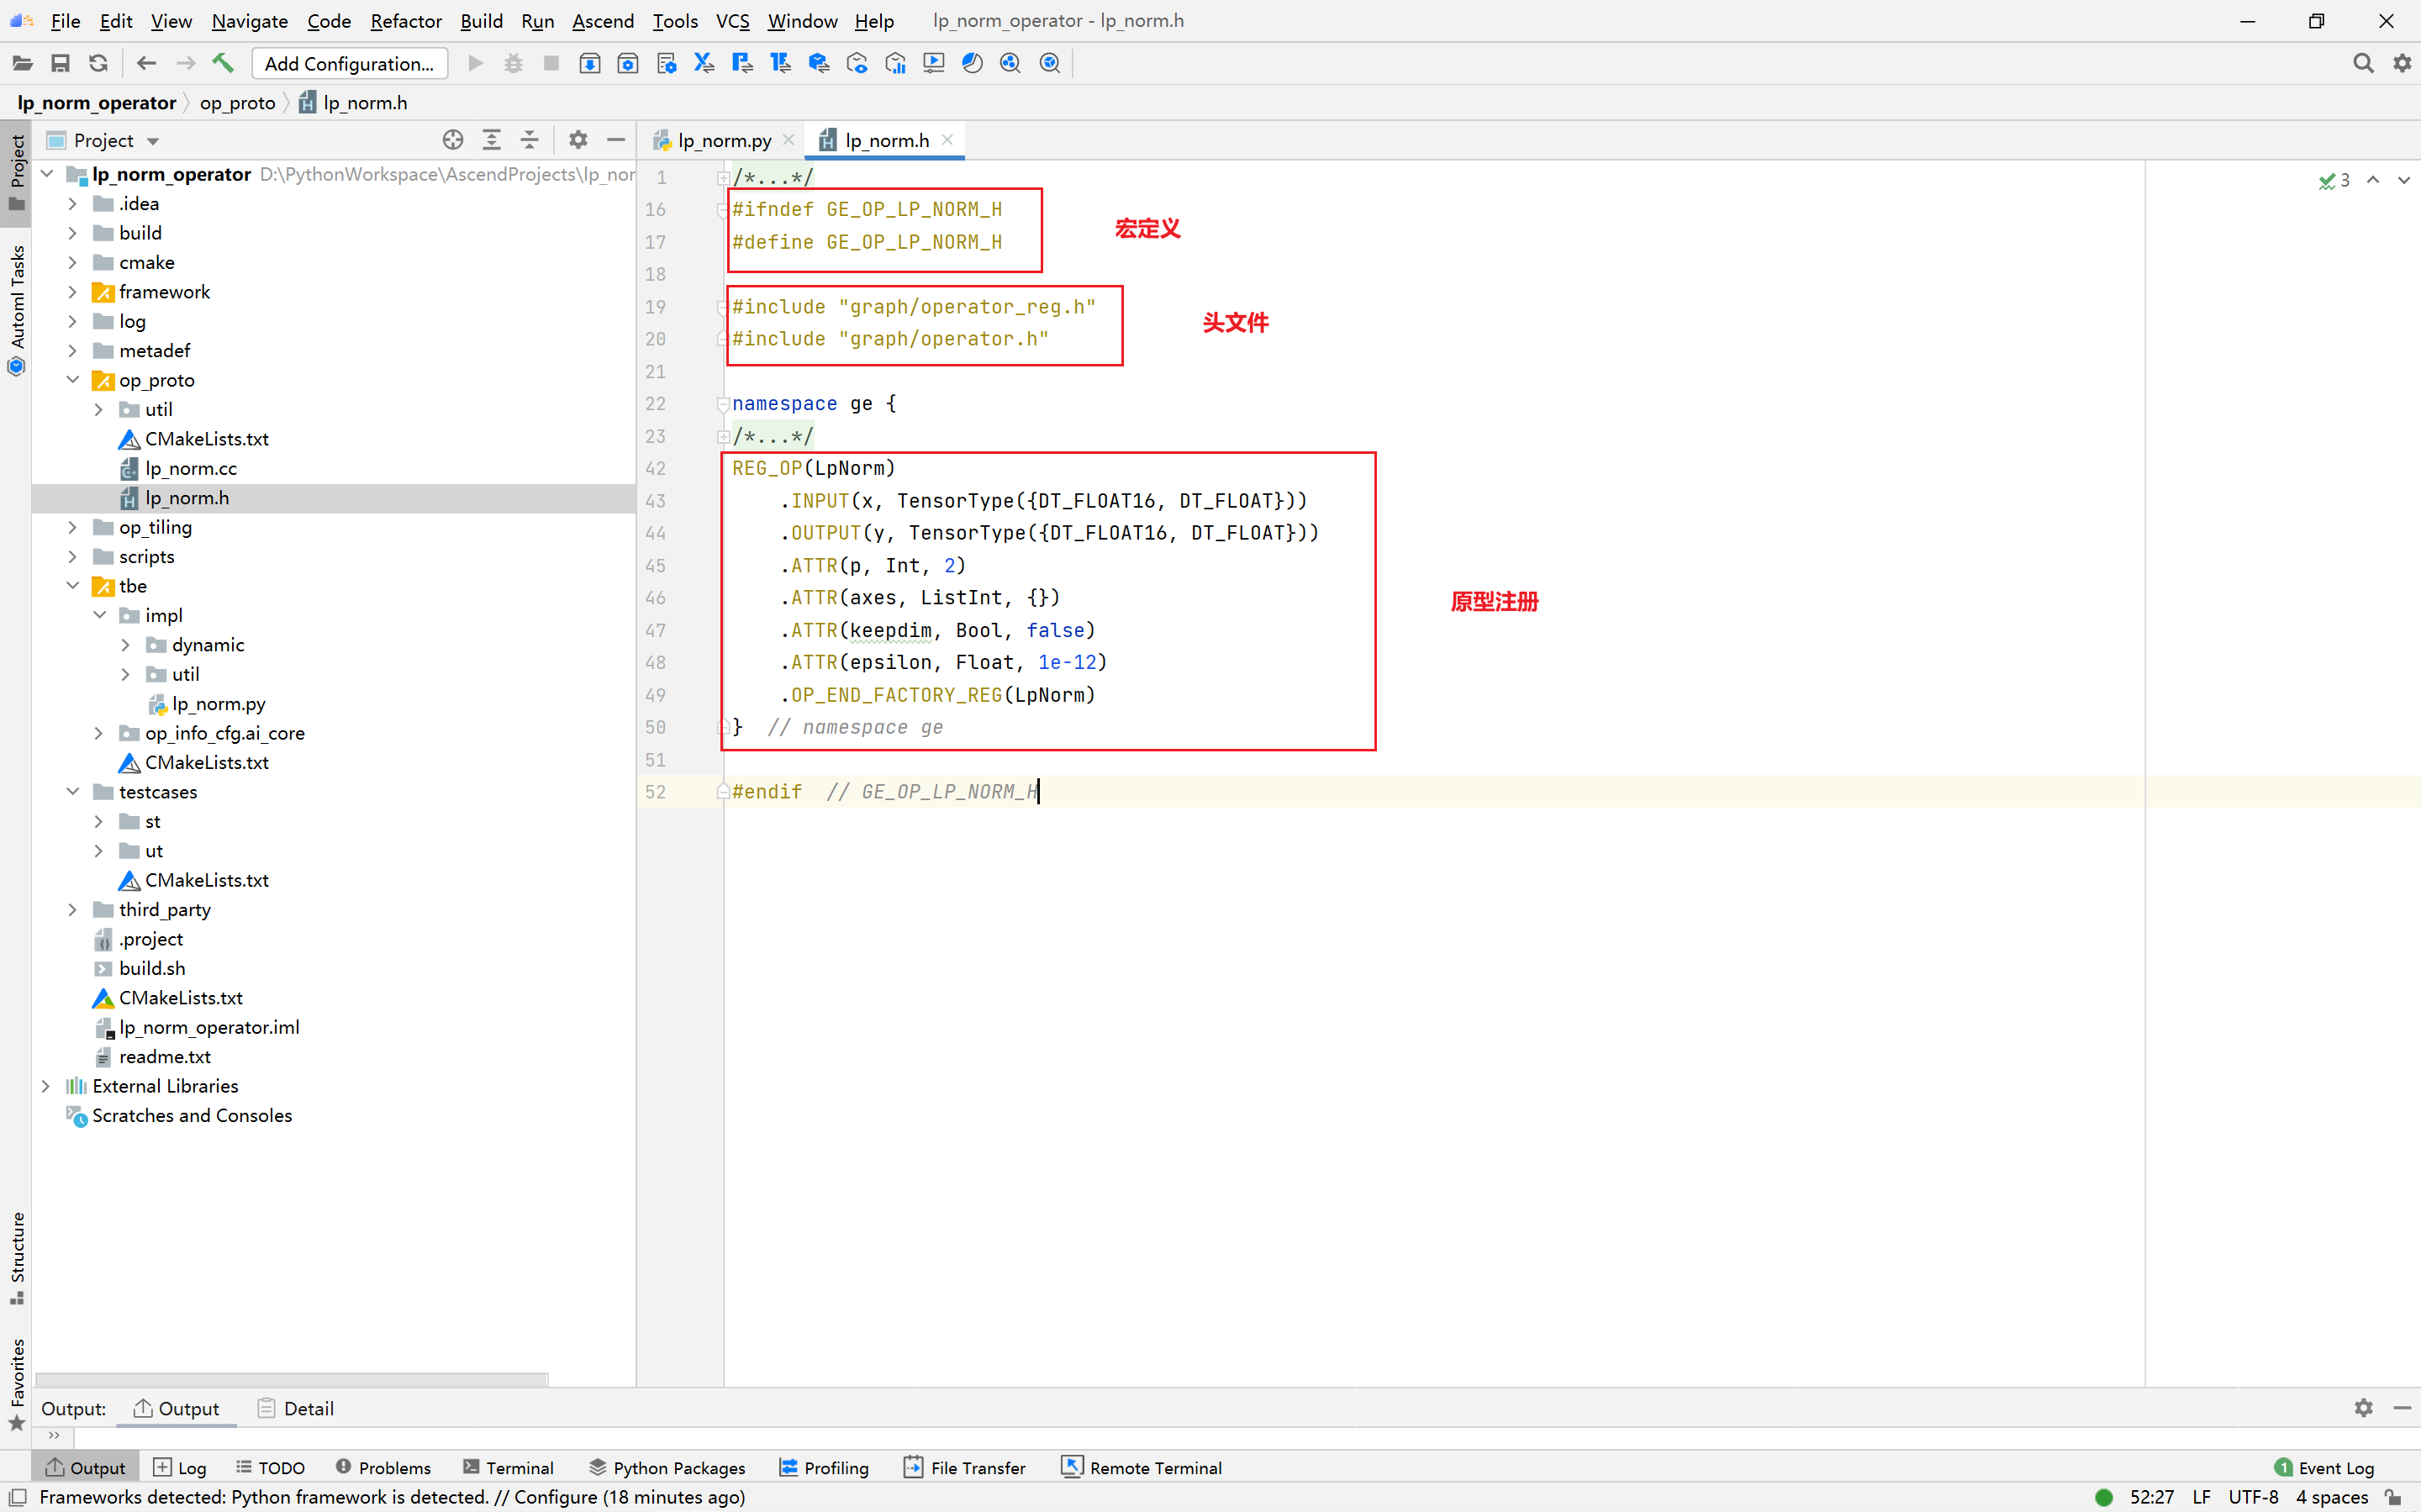 File Edit View Navigate Code Refactor Build Run Ascend Tools VCS Window Help lp_norm_operator - lp_norm.h
Add Configuration...
lp_norm_operator op_proto lp_norm.h
Project
lp_norm.py
lp_norm.h
Project
Automl Tasks
Structure
Favorites
lp_norm_operator D:\PythonWorkspace\AscendProjects\lp_nor
.idea
build
cmake
framework
log
metadef
op_proto
util
CMakeLists.txt
lp_norm.cc
lp_norm.h
op_tiling
scripts
tbe
impl
dynamic
util
lp_norm.py
op_info_cfg.ai_core
CMakeLists.txt
testcases
st
ut
CMakeLists.txt
third_party
.project
build.sh
CMakeLists.txt
lp_norm_operator.iml
readme.txt
External Libraries
Scratches and Consoles
1 /*...*/
16 #ifndef GE_OP_LP_NORM_H
17 #define GE_OP_LP_NORM_H
宏定义
18
19 #include "graph/operator_reg.h"
20 #include "graph/operator.h"
头文件
21
22 namespace ge {
23 /*...*/
42 REG_OP(LpNorm)
43 .INPUT(x, TensorType({DT_FLOAT16, DT_FLOAT}))
44 .OUTPUT(y, TensorType({DT_FLOAT16, DT_FLOAT}))
45 .ATTR(p, Int, 2)
46 .ATTR(axes, ListInt, {})
47 .ATTR(keepdim, Bool, false)
48 .ATTR(epsilon, Float, 1e-12)
49 .OP_END_FACTORY_REG(LpNorm)
50 } // namespace ge
原型注册
51
52 #endif // GE_OP_LP_NORM_H
3
Output: Output Detail
Output Log TODO Problems Terminal Python Packages Profiling File Transfer Remote Terminal 1 Event Log
Frameworks detected: Python framework is detected. // Configure (18 minutes ago) 52:27 LF UTF-8 4 spaces